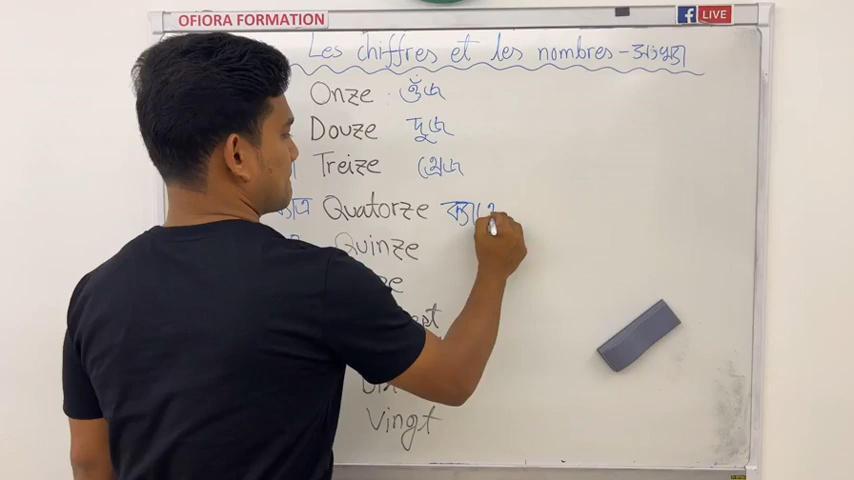 OFIORA FORMATION
f LIVE
Les chiffres et les nombres -
Onze ওঁজ
Douze দুজ
Treize ত্রেজ
Quatorze
Quinze
Vingt